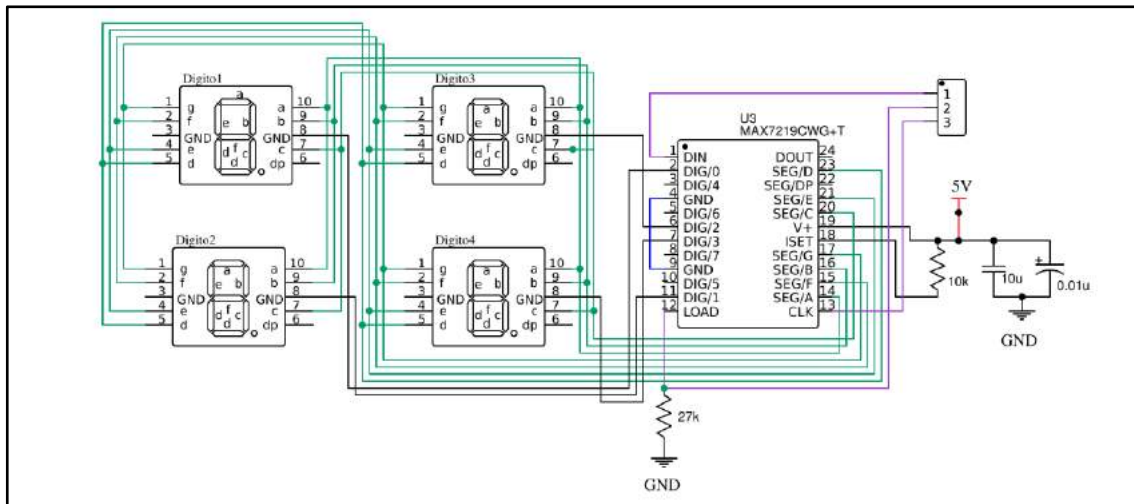 Digito1
1 g a 10
2 f b 9
3 GND GND 8
4 e c 7
5 d dp 6
a
e b
d f c
d
Digito3
1 g a 10
2 f b 9
3 GND GND 8
4 e c 7
5 d dp 6
a
e b
d f c
d
Digito2
1 g a 10
2 f b 9
3 GND GND 8
4 e c 7
5 d dp 6
a
e b
d f c
d
Digito4
1 g a 10
2 f b 9
3 GND GND 8
4 e c 7
5 d dp 6
a
e b
d f c
d
U3
MAX7219CWG+T
1 DIN DOUT 24
2 DIG/0 SEG/D 23
3 DIG/4 SEG/DP 22
4 GND SEG/E 21
5 DIG/6 SEG/C 20
6 DIG/2 V+ 19
7 DIG/3 ISET 18
8 DIG/7 SEG/G 17
9 GND SEG/B 16
10 DIG/5 SEG/F 15
11 DIG/1 SEG/A 14
12 LOAD CLK 13
1
2
3
5V
10k
10u
+
0.01u
GND
27k
GND